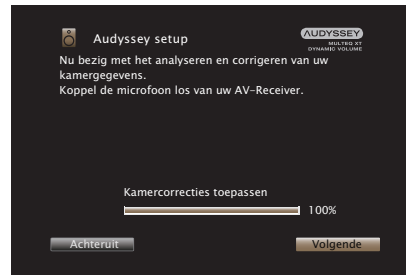 Audyssey setup
AUDYSSEY
MULTEQ XT
DYNAMIC VOLUME
Nu bezig met het analyseren en corrigeren van uw
kamergegevens.
Koppel de microfoon los van uw AV-Receiver.
Kamercorrecties toepassen
100%
Achteruit
Volgende